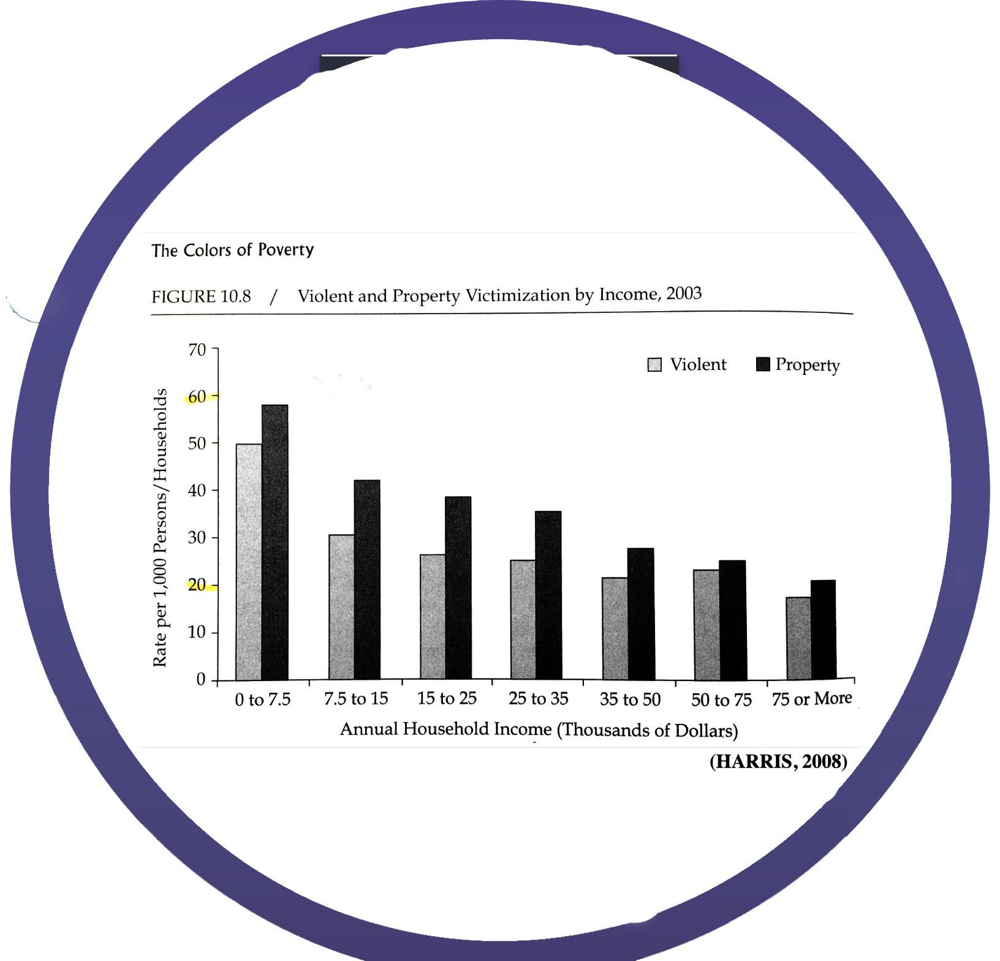 The Colors of Poverty
FIGURE 10.8 / Violent and Property Victimization by Income, 2003
70
Violent Property
60
50
40
30
20
10
0
Rate per 1,000 Persons/Households
0 to 7.5 7.5 to 15 15 to 25 25 to 35 35 to 50 50 to 75 75 or More
Annual Household Income (Thousands of Dollars)
(HARRIS, 2008)